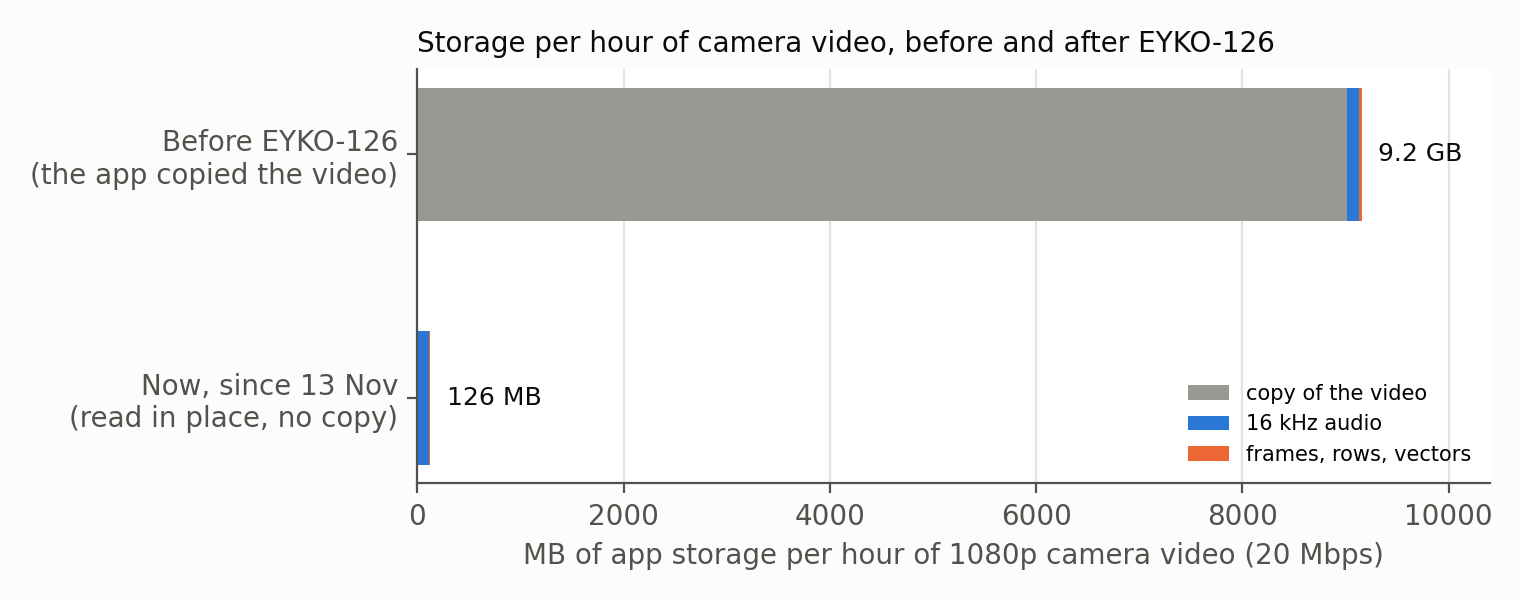 Storage per hour of camera video, before and after EYKO-126
Before EYKO-126
(the app copied the video)
9.2 GB
Now, since 13 Nov
(read in place, no copy)
126 MB
copy of the video
16 kHz audio
frames, rows, vectors
0 2000 4000 6000 8000 10000
MB of app storage per hour of 1080p camera video (20 Mbps)